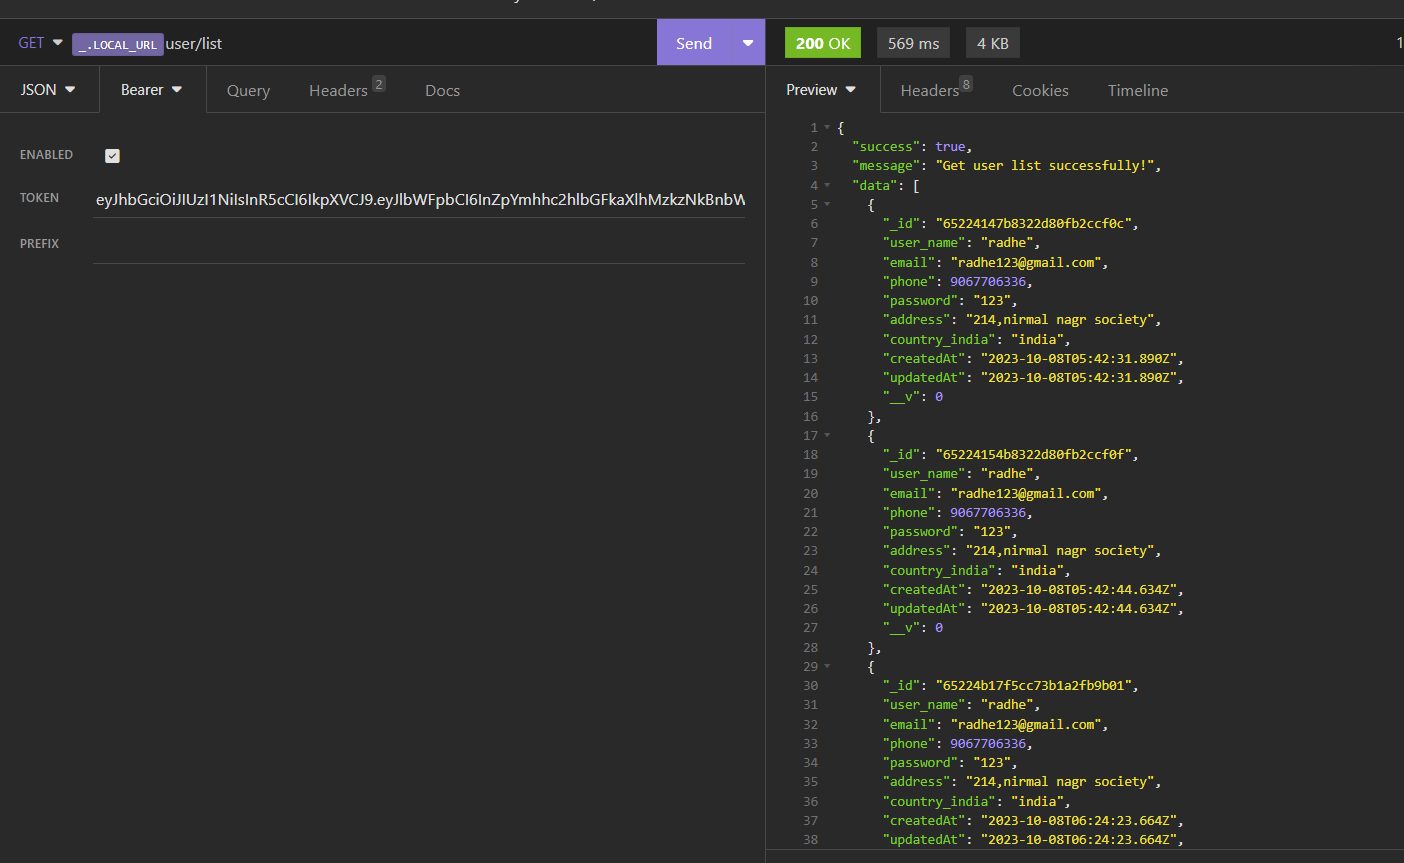 GET _.LOCAL_URL user/list Send 200 OK 569 ms 4 KB
JSON Bearer Query Headers 2 Docs Preview Headers 8 Cookies Timeline
ENABLED
TOKEN eyJhbGciOiJIUzI1NiIsInR5cCI6IkpXVCJ9.eyJlbWFpbCI6InZpYmhhc2hlbGFkaXlhMzkzNkBnbW
PREFIX
1 {
2 "success": true,
3 "message": "Get user list successfully!",
4 "data": [
5 {
6 "_id": "65224147b8322d80fb2ccf0c",
7 "user_name": "radhe",
8 "email": "radhe123@gmail.com",
9 "phone": 9067706336,
10 "password": "123",
11 "address": "214,nirmal nagr society",
12 "country_india": "india",
13 "createdAt": "2023-10-08T05:42:31.890Z",
14 "updatedAt": "2023-10-08T05:42:31.890Z",
15 "__v": 0
16 },
17 {
18 "_id": "65224154b8322d80fb2ccf0f",
19 "user_name": "radhe",
20 "email": "radhe123@gmail.com",
21 "phone": 9067706336,
22 "password": "123",
23 "address": "214,nirmal nagr society",
24 "country_india": "india",
25 "createdAt": "2023-10-08T05:42:44.634Z",
26 "updatedAt": "2023-10-08T05:42:44.634Z",
27 "__v": 0
28 },
29 {
30 "_id": "65224b17f5cc73b1a2fb9b01",
31 "user_name": "radhe",
32 "email": "radhe123@gmail.com",
33 "phone": 9067706336,
34 "password": "123",
35 "address": "214,nirmal nagr society",
36 "country_india": "india",
37 "createdAt": "2023-10-08T06:24:23.664Z",
38 "updatedAt": "2023-10-08T06:24:23.664Z",